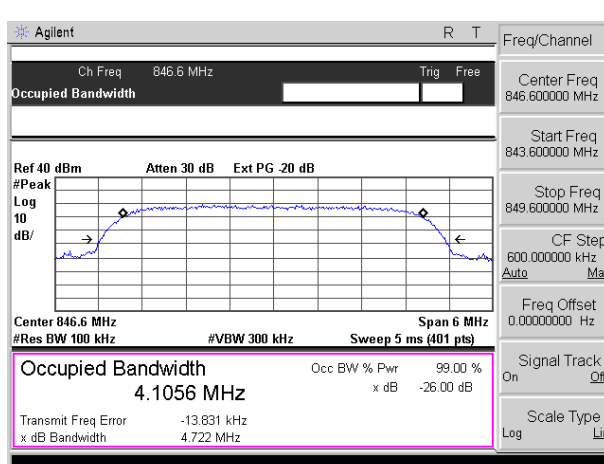 Agilent R T
Freq/Channel
Ch Freq 846.6 MHz Trig Free
Occupied Bandwidth
Center Freq
846.600000 MHz
Start Freq
843.600000 MHz
Stop Freq
849.600000 MHz
CF Step
600.000000 kHz
Auto Ma
Freq Offset
0.00000000 Hz
Signal Track
On Off
Scale Type
Log Li
Ref 40 dBm Atten 30 dB Ext PG -20 dB
#Peak
Log
10
dB/
Center 846.6 MHz Span 6 MHz
#Res BW 100 kHz #VBW 300 kHz Sweep 5 ms (401 pts)
Occupied Bandwidth Occ BW % Pwr 99.00 %
4.1056 MHz x dB -26.00 dB
Transmit Freq Error -13.831 kHz
x dB Bandwidth 4.722 MHz